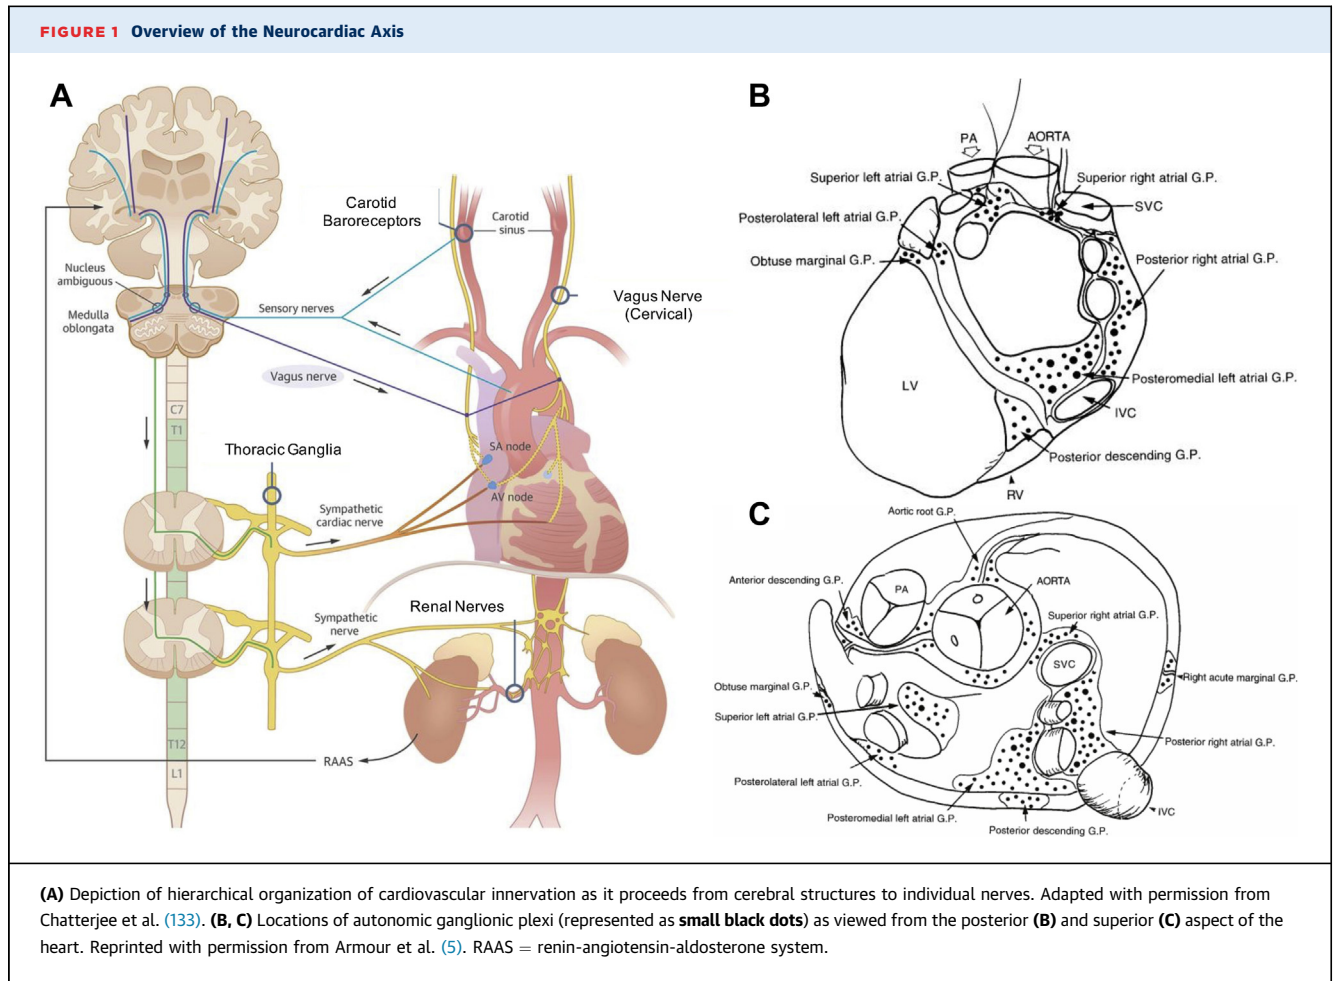 FIGURE 1 Overview of the Neurocardiac Axis
A
Carotid
Baroreceptors
Carotid
sinus
Nucleus
ambiguous
Medulla
oblongata
Sensory nerves
Vagus Nerve
(Cervical)
Vagus nerve
C7
T1
Thoracic Ganglia
SA node
AV node
Sympathetic
cardiac nerve
Renal Nerves
Sympathetic
nerve
T12
L1
RAAS
B
PA
AORTA
Superior left atrial G.P.
Superior right atrial G.P.
SVC
Posterolateral left atrial G.P.
Obtuse marginal G.P.
Posterior right atrial G.P.
LV
Posteromedial left atrial G.P.
IVC
Posterior descending G.P.
RV
C
Aortic root G.P.
Anterior descending G.P.
PA
AORTA
Superior right atrial G.P.
SVC
Obtuse marginal G.P.
Right acute marginal G.P.
Superior left atrial G.P.
Posterior right atrial G.P.
Posterolateral left atrial G.P.
IVC
Posteromedial left atrial G.P.
Posterior descending G.P.
(A) Depiction of hierarchical organization of cardiovascular innervation as it proceeds from cerebral structures to individual nerves. Adapted with permission from
Chatterjee et al. (133). (B, C) Locations of autonomic ganglionic plexi (represented as small black dots) as viewed from the posterior (B) and superior (C) aspect of the
heart. Reprinted with permission from Armour et al. (5). RAAS = renin-angiotensin-aldosterone system.